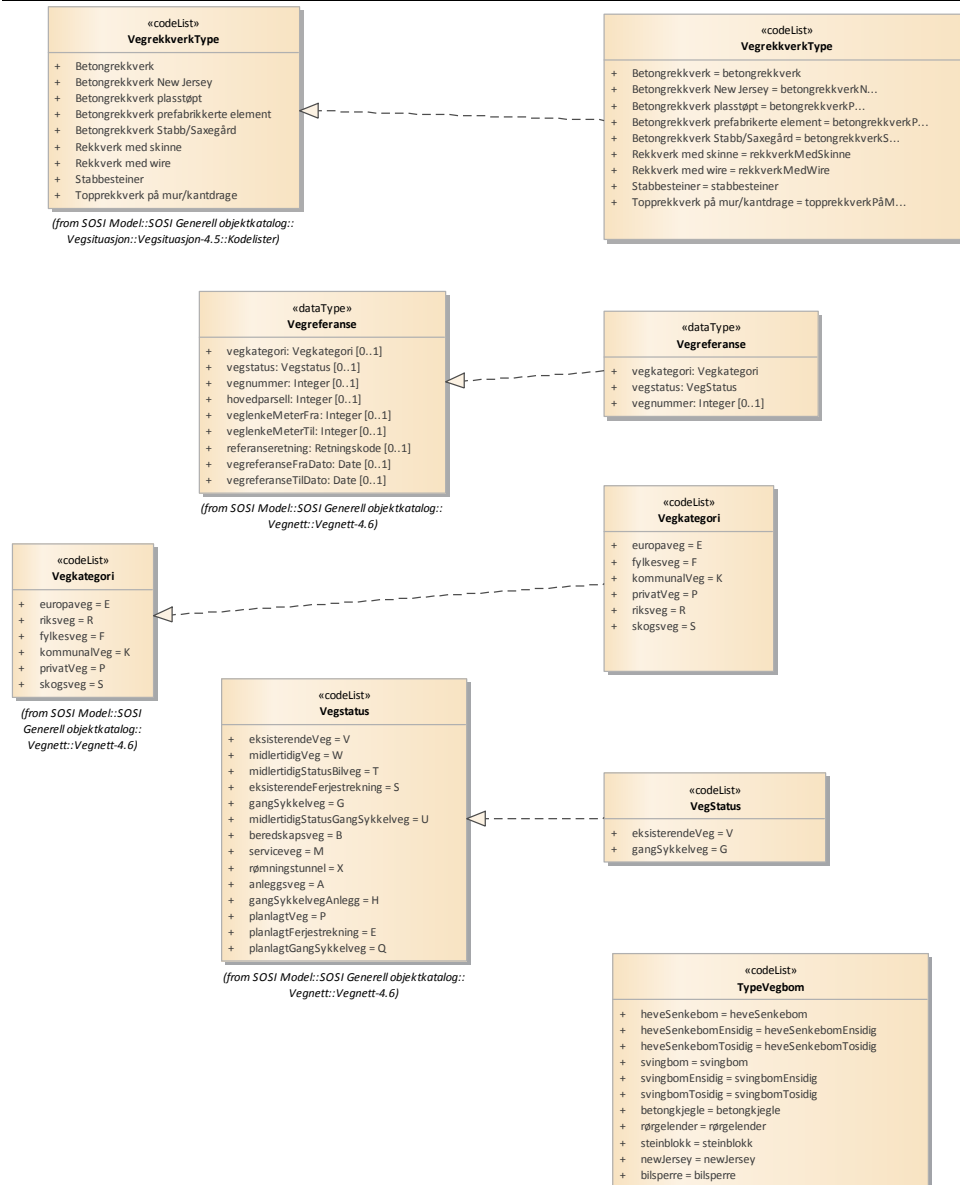 «codeList»
VegrekkverkType
+ Betongrekkverk
+ Betongrekkverk New Jersey
+ Betongrekkverk plasstøpt
+ Betongrekkverk prefabrikkerte element
+ Betongrekkverk Stabb/Saxegård
+ Rekkverk med skinne
+ Rekkverk med wire
+ Stabbesteiner
+ Topprekkverk på mur/kantdrage
(from SOSI Model::SOSI Generell objektkatalog::
Vegsituasjon::Vegsituasjon-4.5::Kodelister)
«codeList»
VegrekkverkType
+ Betongrekkverk = betongrekkverk
+ Betongrekkverk New Jersey = betongrekkverkN...
+ Betongrekkverk plasstøpt = betongrekkverkP...
+ Betongrekkverk prefabrikerte element = betongrekkverkP...
+ Betongrekkverk Stabb/Saxegård = betongrekkverkS...
+ Rekkverk med skinne = rekkverkMedSkinne
+ Rekkverk med wire = rekkverkMedWire
+ Stabbesteiner = stabbesteiner
+ Topprekkverk på mur/kantdrage = topprekkverkPåM...
«dataType»
Vegreferanse
+ vegkategori: Vegkategori [0..1]
+ vegstatus: Vegstatus [0..1]
+ vegnummer: Integer [0..1]
+ hovedparsell: Integer [0..1]
+ veglenkeMeterFra: Integer [0..1]
+ veglenkeMeterTil: Integer [0..1]
+ referanseretning: Retningskode [0..1]
+ vegreferanseFraDato: Date [0..1]
+ vegreferanseTilDato: Date [0..1]
(from SOSI Model::SOSI Generell objektkatalog::
Vegnett::Vegnett-4.6)
«dataType»
Vegreferanse
+ vegkategori: Vegkategori
+ vegstatus: VegStatus
+ vegnummer: Integer [0..1]
«codeList»
Vegkategori
+ europaveg = E
+ fylkesveg = F
+ kommunalVeg = K
+ privatVeg = P
+ riksveg = R
+ skogsveg = S
«codeList»
Vegkategori
+ europaveg = E
+ riksveg = R
+ fylkesveg = F
+ kommunalVeg = K
+ privatVeg = P
+ skogsveg = S
(from SOSI Model::SOSI
Generell objektkatalog::
Vegnett::Vegnett-4.6)
«codeList»
Vegstatus
+ eksisterendeVeg = V
+ midlertidigVeg = W
+ midlertidigStatusBilveg = T
+ eksisterendeFerjestrekning = S
+ gangSykkelveg = G
+ midlertidigStatusGangSykkelveg = U
+ beredskapsveg = B
+ serviceveg = M
+ rømningstunnel = X
+ anleggsveg = A
+ gangSykkelvegAnlegg = H
+ planlagtVeg = P
+ planlagtFerjestrekning = E
+ planlagtGangSykkelveg = Q
(from SOSI Model::SOSI Generell objektkatalog::
Vegnett::Vegnett-4.6)
«codeList»
VegStatus
+ eksisterendeVeg = V
+ gangSykkelveg = G
«codeList»
TypeVegbom
+ heveSenkebom = heveSenkebom
+ heveSenkebomEnsidig = heveSenkebomEnsidig
+ heveSenkebomTosidig = heveSenkebomTosidig
+ svingbom = svingbom
+ svingbomEnsidig = svingbomEnsidig
+ svingbomTosidig = svingbomTosidig
+ betongkjegle = betongkjegle
+ rørgelender = rørgelender
+ steinblokk = steinblokk
+ newJersey = newJersey
+ bilsperre = bilsperre